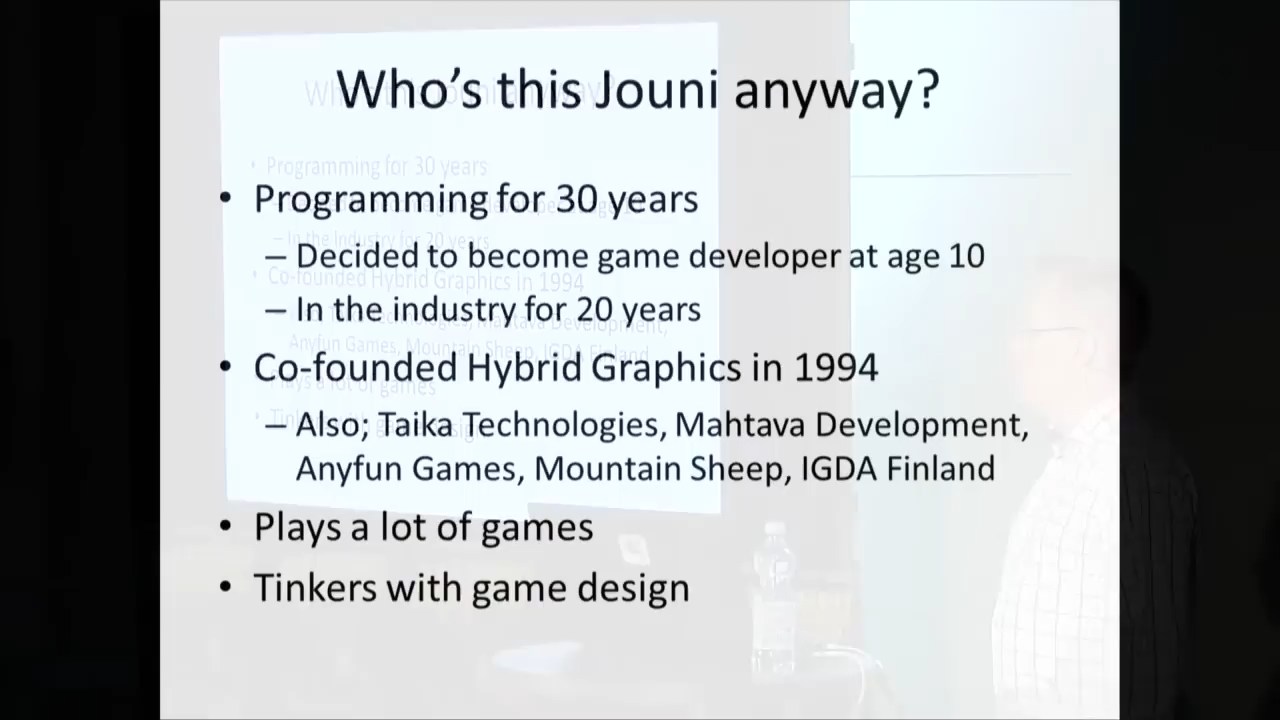 Who's this Jouni anyway?
• Programming for 30 years
– Decided to become game developer at age 10
– In the industry for 20 years
• Co-founded Hybrid Graphics in 1994
– Also; Taika Technologies, Mahtava Development,
Anyfun Games, Mountain Sheep, IGDA Finland
• Plays a lot of games
• Tinkers with game design